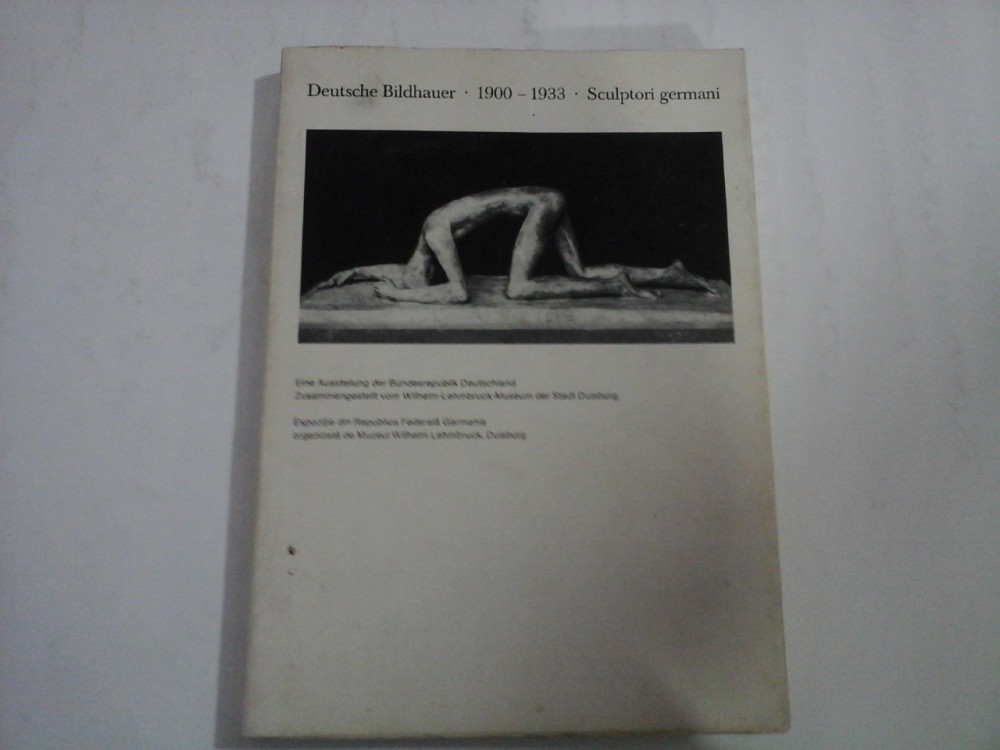 Deutsche Bildhauer · 1900 – 1933 · Sculptori germani
Eine Ausstellung der Bundesrepublik Deutschland
Zusammengestellt vom Wilhelm-Lehmbruck-Museum der Stadt Duisburg
Expoziție din Republica Federală Germania
organizată de Muzeul Wilhelm Lehmbruck, Duisburg